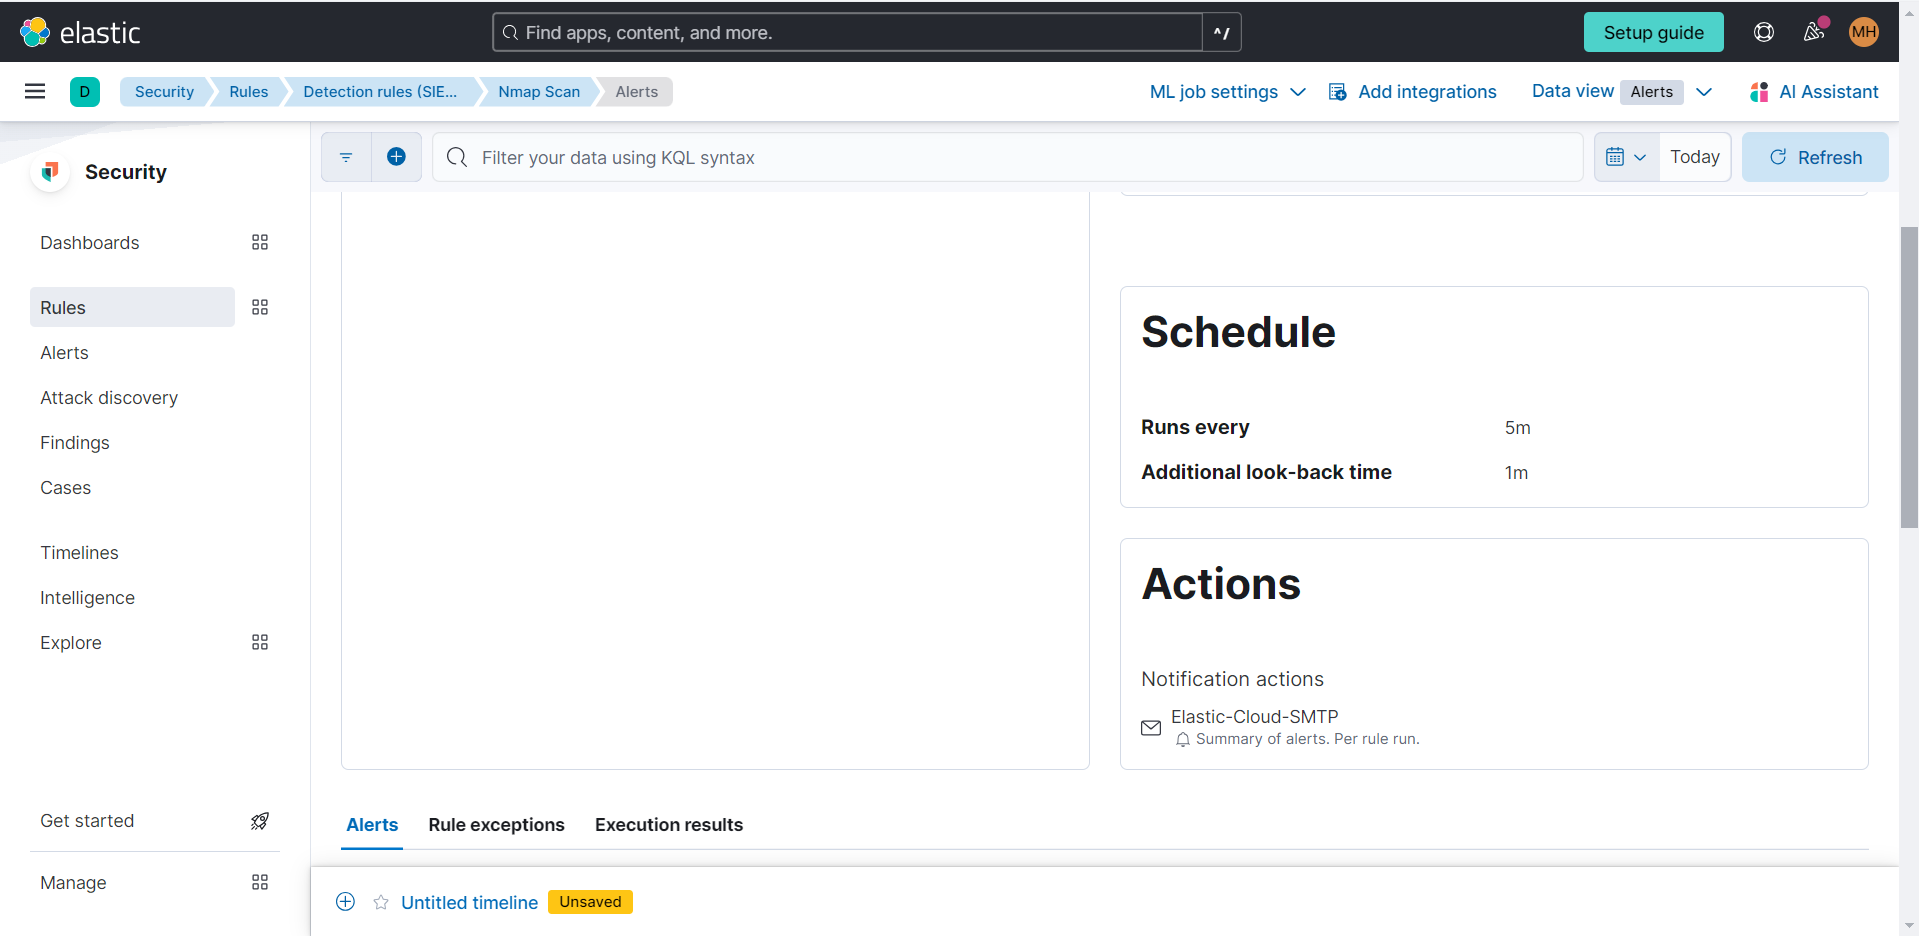 elastic
Find apps, content, and more.
^/
Setup guide
MH
D
Security
Rules
Detection rules (SIE...
Nmap Scan
Alerts
ML job settings
Add integrations
Data view
Alerts
AI Assistant
Security
Dashboards
Rules
Alerts
Attack discovery
Findings
Cases
Timelines
Intelligence
Explore
Get started
Manage
Filter your data using KQL syntax
Today
Refresh
Schedule
Runs every 5m
Additional look-back time 1m
Actions
Notification actions
Elastic-Cloud-SMTP
Summary of alerts. Per rule run.
Alerts
Rule exceptions
Execution results
Untitled timeline
Unsaved